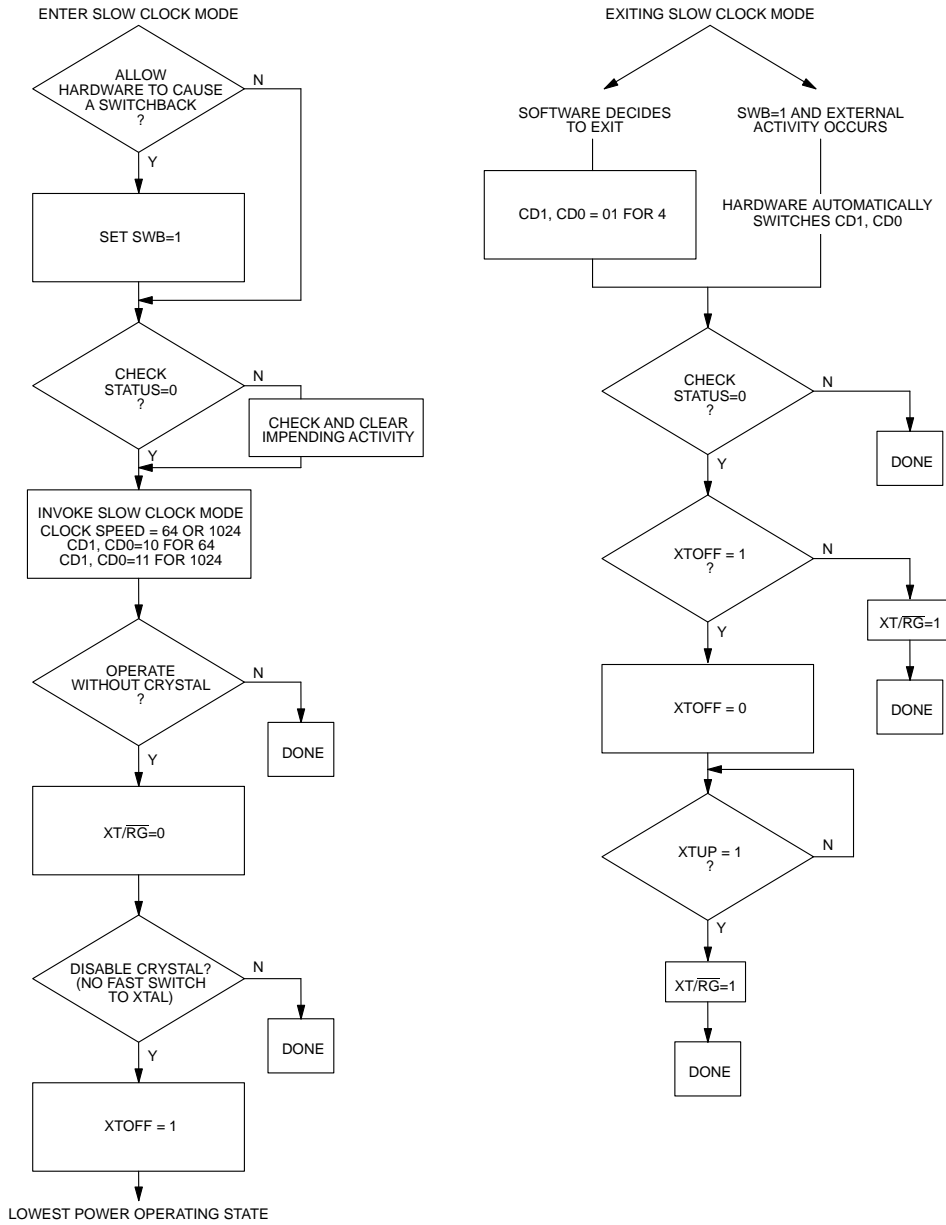 ENTER SLOW CLOCK MODE
ALLOW
HARDWARE TO CAUSE
A SWITCHBACK
?
N
Y
SET SWB=1
CHECK
STATUS=0
?
N
CHECK AND CLEAR
IMPENDING ACTIVITY
Y
INVOKE SLOW CLOCK MODE
CLOCK SPEED = 64 OR 1024
CD1, CD0=10 FOR 64
CD1, CD0=11 FOR 1024
OPERATE
WITHOUT CRYSTAL
?
N
DONE
Y
XT/R̅G̅=0
DISABLE CRYSTAL?
(NO FAST SWITCH
TO XTAL)
N
DONE
Y
XTOFF = 1
LOWEST POWER OPERATING STATE
EXITING SLOW CLOCK MODE
SOFTWARE DECIDES
TO EXIT
SWB=1 AND EXTERNAL
ACTIVITY OCCURS
CD1, CD0 = 01 FOR 4
HARDWARE AUTOMATICALLY
SWITCHES CD1, CD0
CHECK
STATUS=0
?
N
DONE
Y
XTOFF = 1
?
N
XT/R̅G̅=1
DONE
Y
XTOFF = 0
XTUP = 1
?
N
Y
XT/R̅G̅=1
DONE